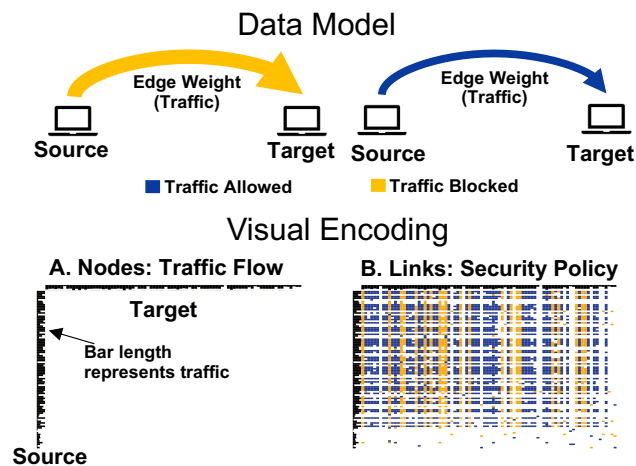 Data Model
Edge Weight
(Traffic)
Edge Weight
(Traffic)
Source
Target
Source
Target
Traffic Allowed
Traffic Blocked
Visual Encoding
A. Nodes: Traffic Flow
B. Links: Security Policy
Target
Bar length
represents traffic
Source